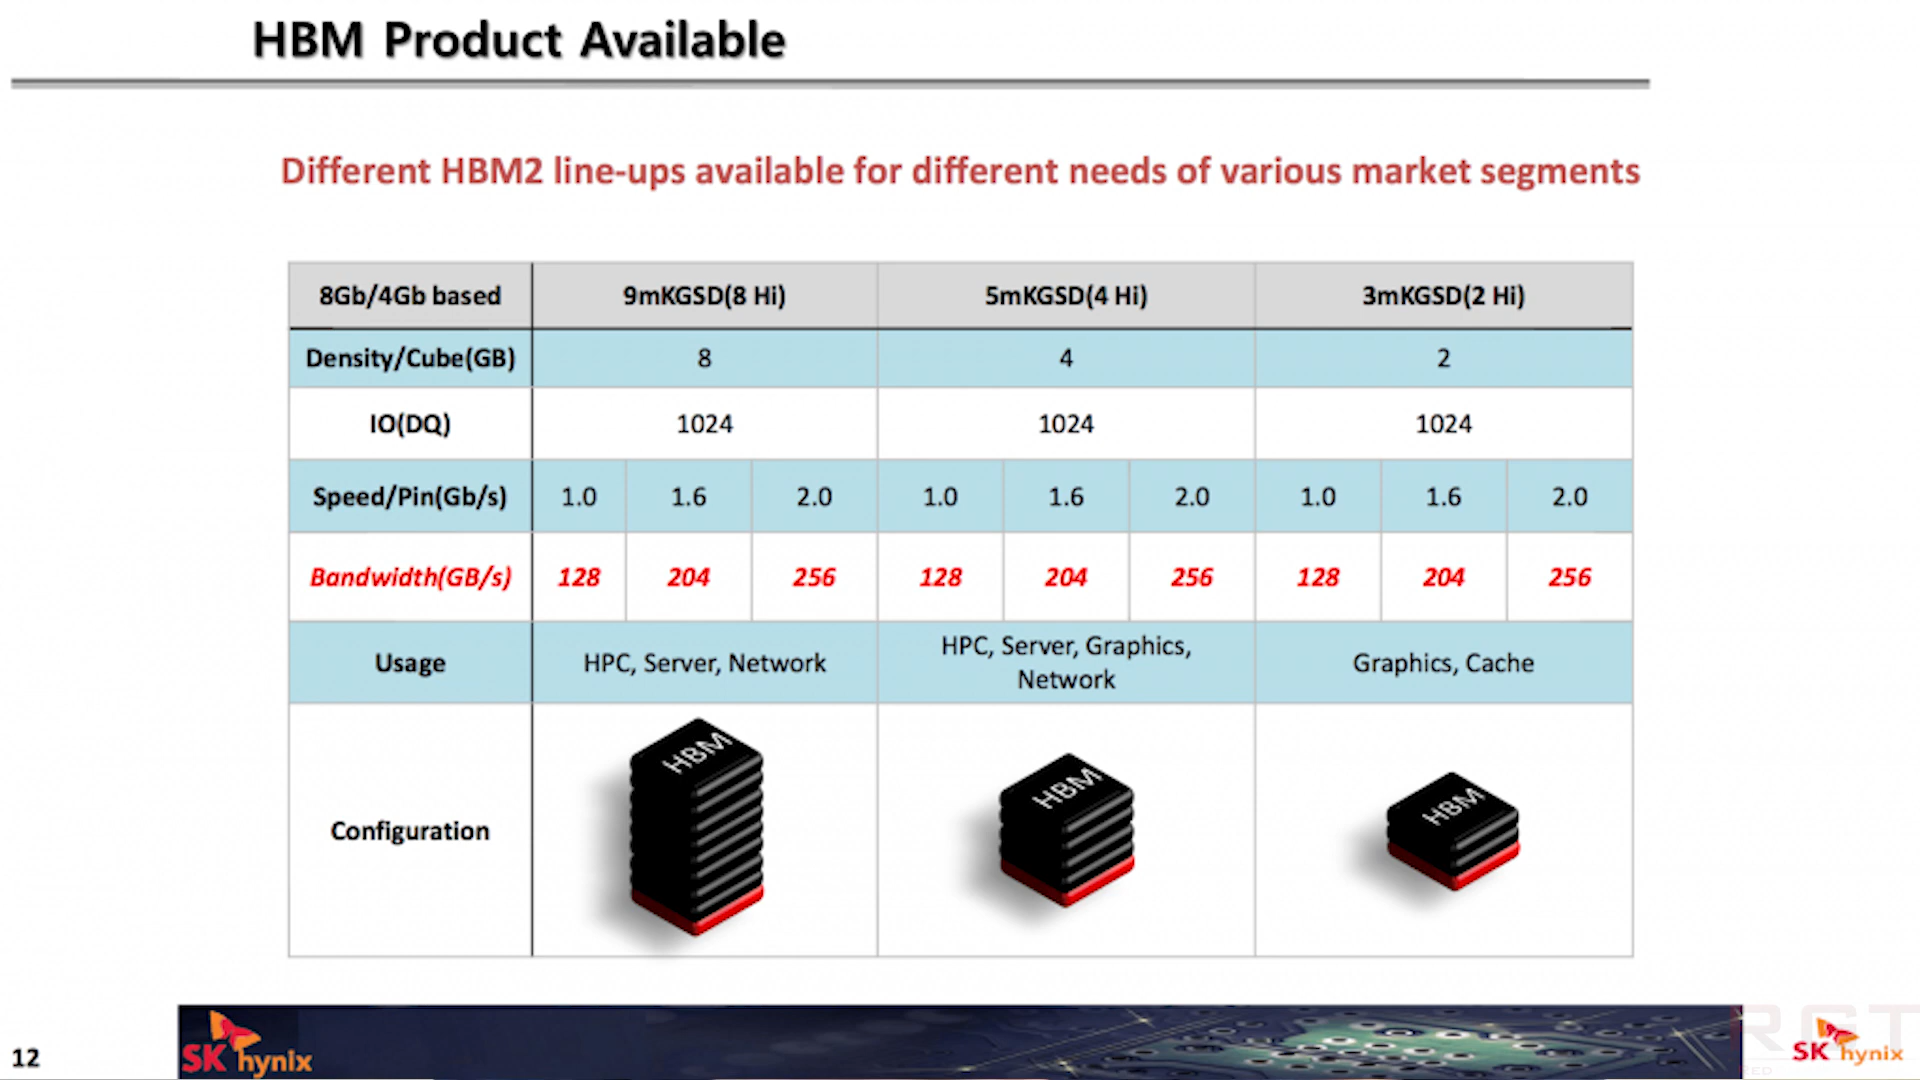 HBM Product Available
Different HBM2 line-ups available for different needs of various market segments
8Gb/4Gb based 9mKGSD(8 Hi) 5mKGSD(4 Hi) 3mKGSD(2 Hi)
Density/Cube(GB) 8 4 2
IO(DQ) 1024 1024 1024
Speed/Pin(Gb/s) 1.0 1.6 2.0 1.0 1.6 2.0 1.0 1.6 2.0
Bandwidth(GB/s) 128 204 256 128 204 256 128 204 256
Usage HPC, Server, Network HPC, Server, Graphics,
Network Graphics, Cache
Configuration HBM HBM HBM
12 SK hynix SK hynix